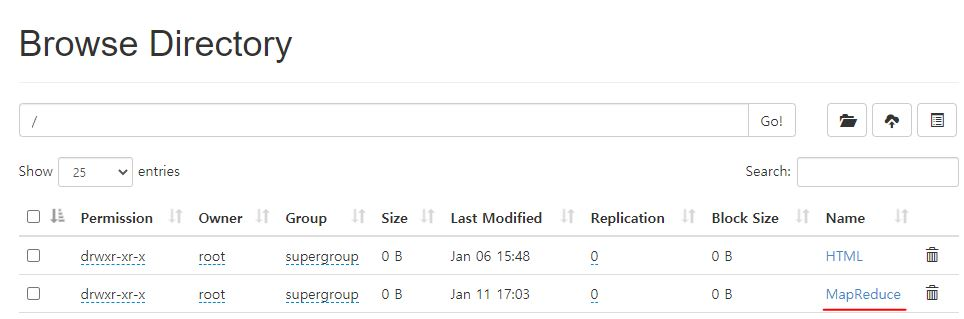 Browse Directory
/ Go!
Show 25 entries Search:
Permission Owner Group Size Last Modified Replication Block Size Name
drwxr-xr-x root supergroup 0 B Jan 06 15:48 0 0 B HTML
drwxr-xr-x root supergroup 0 B Jan 11 17:03 0 0 B MapReduce